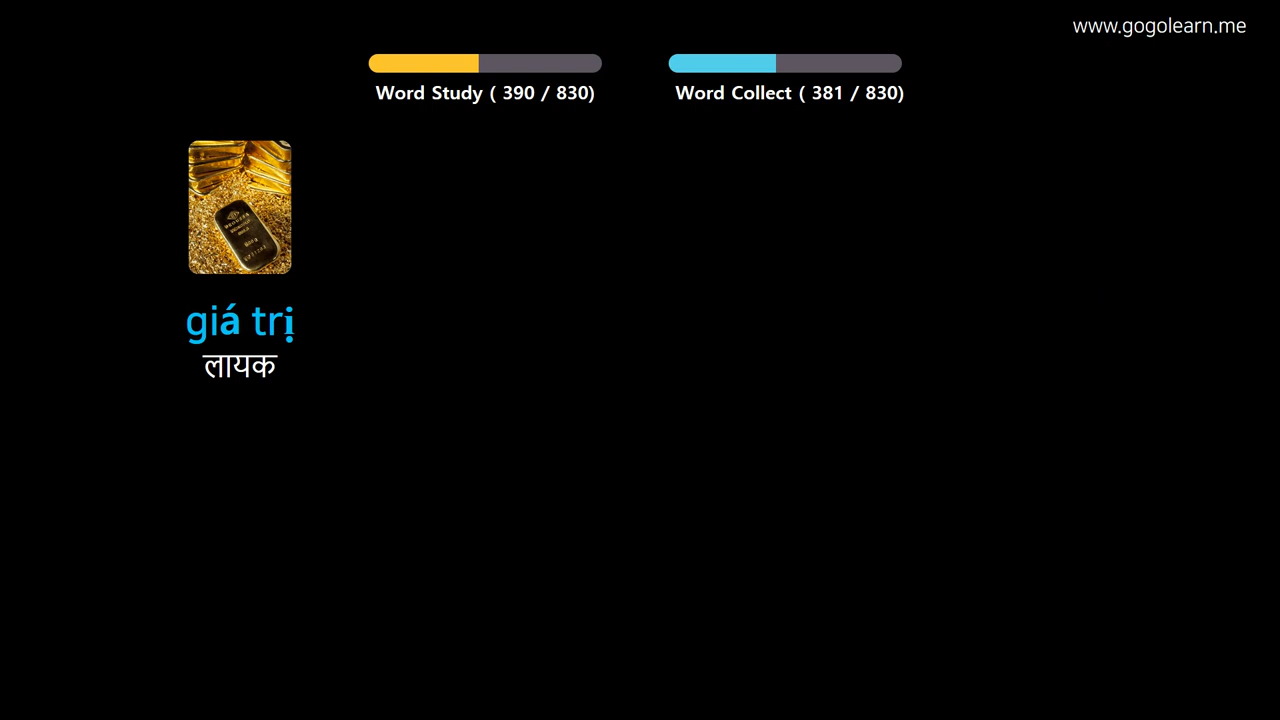 www.gogolearn.me
Word Study ( 390 / 830)
Word Collect ( 381 / 830)
giá trị
लायक